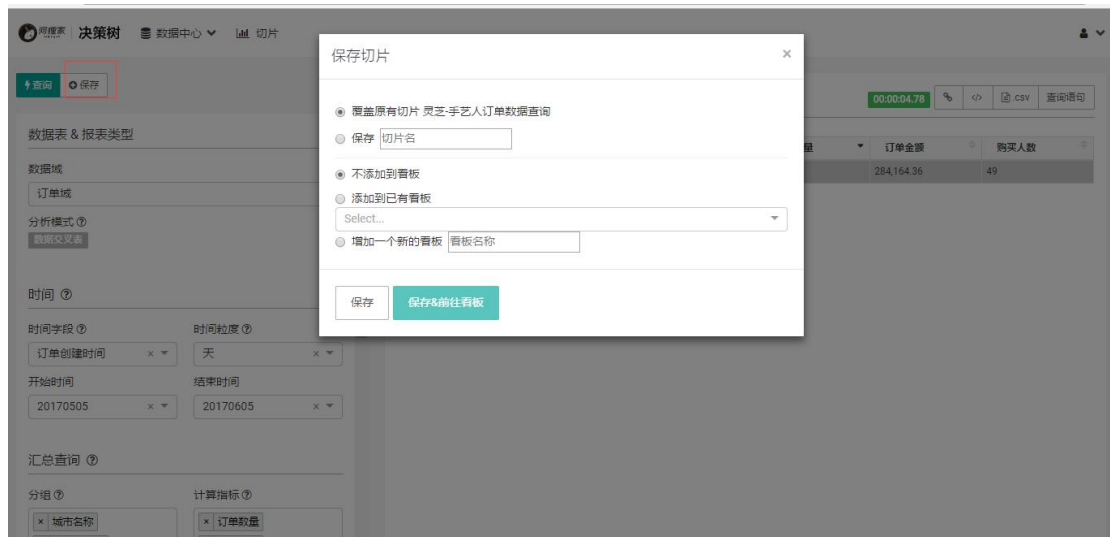 决策树 数据中心 切片
查询 保存
00:00:04.78 </> .csv 查询语句
保存切片 ×
覆盖原有切片 灵芝-手艺人订单数据查询
保存 切片名
不添加到看板
添加到已有看板
Select...
增加一个新的看板 看板名称
保存 保存&前往看板
数据表 & 报表类型
数据域
订单域
分析模式
数据交叉表
时间
时间字段 时间粒度
订单创建时间 × 天 ×
开始时间 结束时间
20170505 × 20170605 ×
汇总查询
分组 计算指标
× 城市名称 × 订单数量
量 订单金额 购买人数
284,164.36 49